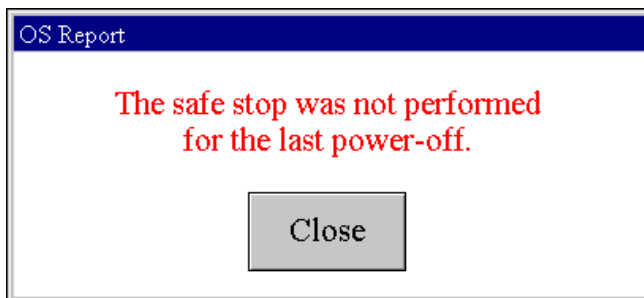 OS Report
The safe stop was not performed
for the last power-off.
Close